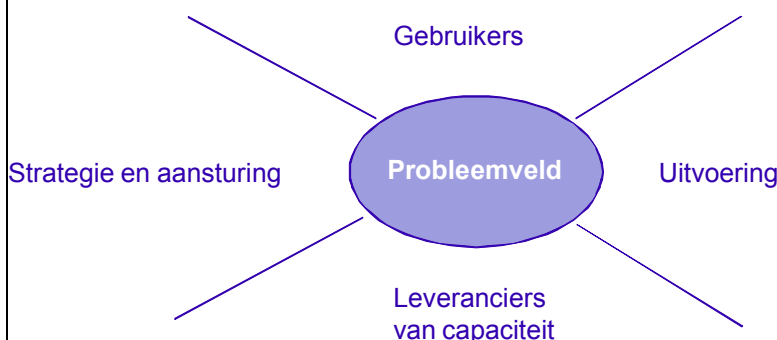 Gebruikers
Strategie en aansturing
Probleemveld
Uitvoering
Leveranciers
van capaciteit